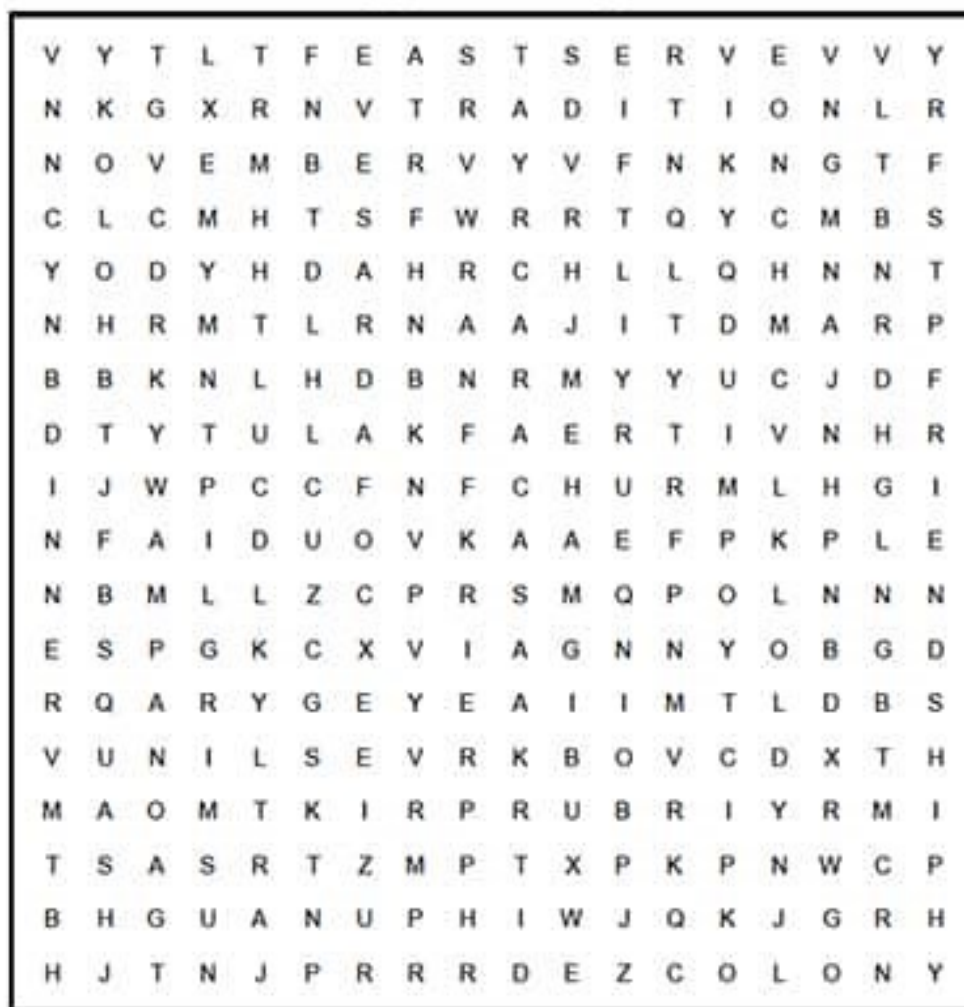 V Y T L T F E A S T S E R V E V V Y
N K G X R N V T R A D I T I O N L R
N O V E M B E R V Y V F N K N G T F
C L C M H T S F W R R T Q Y C M B S
Y O D Y H D A H R C H L L Q H N N T
N H R M T L R N A A J I T D M A R P
B B K N L H D B N R M Y Y U C J D F
D T Y T U L A K F A E R T I V N H R
I J W P C C F N F C H U R M L H G I
N F A I D U O V K A A E F P K P L E
N B M L L Z C P R S M Q P O L N N N
E S P G K C X V I A G N N Y O B G D
R Q A R Y G E Y E A I I M T L D B S
V U N I L S E V R K B O V C D X T H
M A O M T K I R P R U B R I Y R M I
T S A S R T Z M P T X P K P N W C P
B H G U A N U P H I W J Q K J G R H
H J T N J P R R R D E Z C O L O N Y